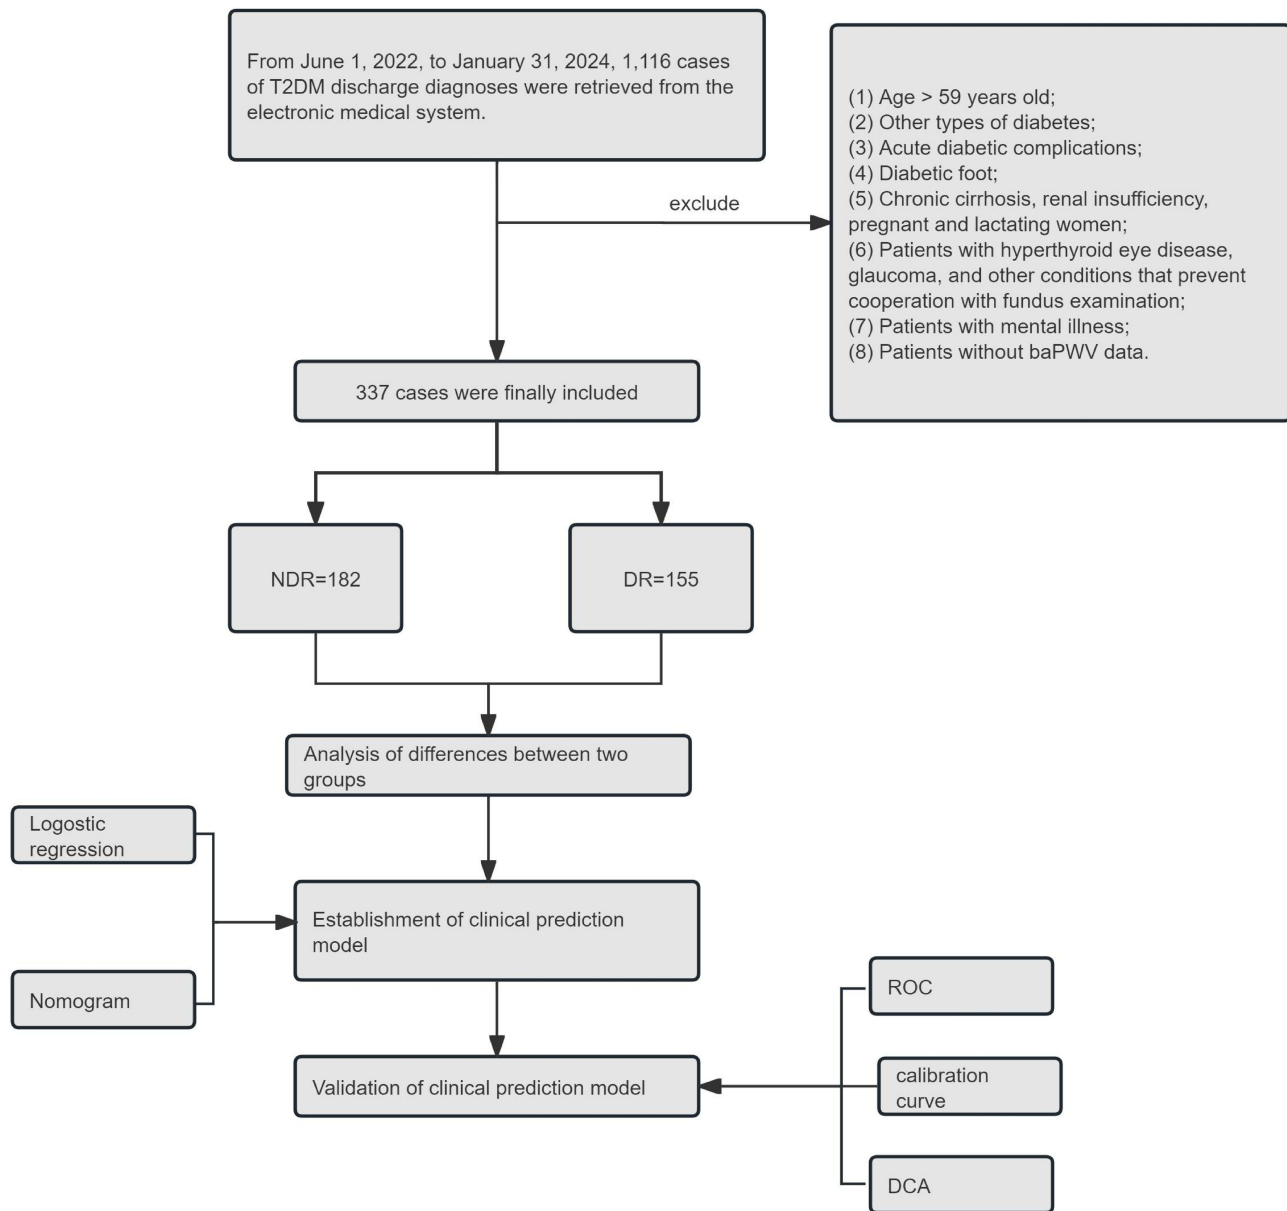 From June 1, 2022, to January 31, 2024, 1,116 cases
of T2DM discharge diagnoses were retrieved from the
electronic medical system.
exclude
(1) Age > 59 years old;
(2) Other types of diabetes;
(3) Acute diabetic complications;
(4) Diabetic foot;
(5) Chronic cirrhosis, renal insufficiency,
pregnant and lactating women;
(6) Patients with hyperthyroid eye disease,
glaucoma, and other conditions that prevent
cooperation with fundus examination;
(7) Patients with mental illness;
(8) Patients without baPWV data.
337 cases were finally included
NDR=182
DR=155
Analysis of differences between two
groups
Logostic
regression
Nomogram
Establishment of clinical prediction
model
Validation of clinical prediction model
ROC
calibration
curve
DCA